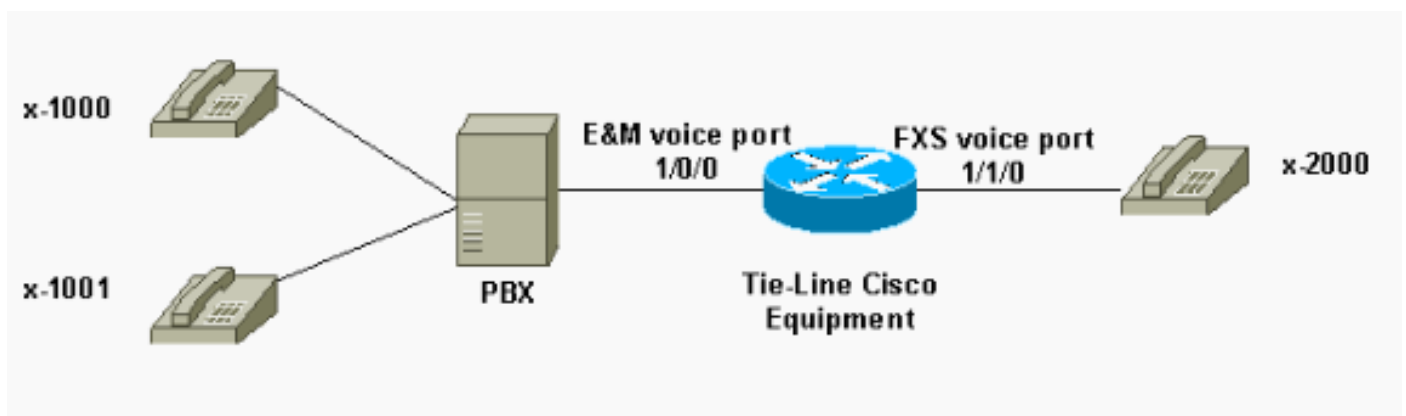 x-1000
E&M voice port
1/0/0
FXS voice port
1/1/0
x-2000
x-1001
PBX
Tie-Line Cisco
Equipment